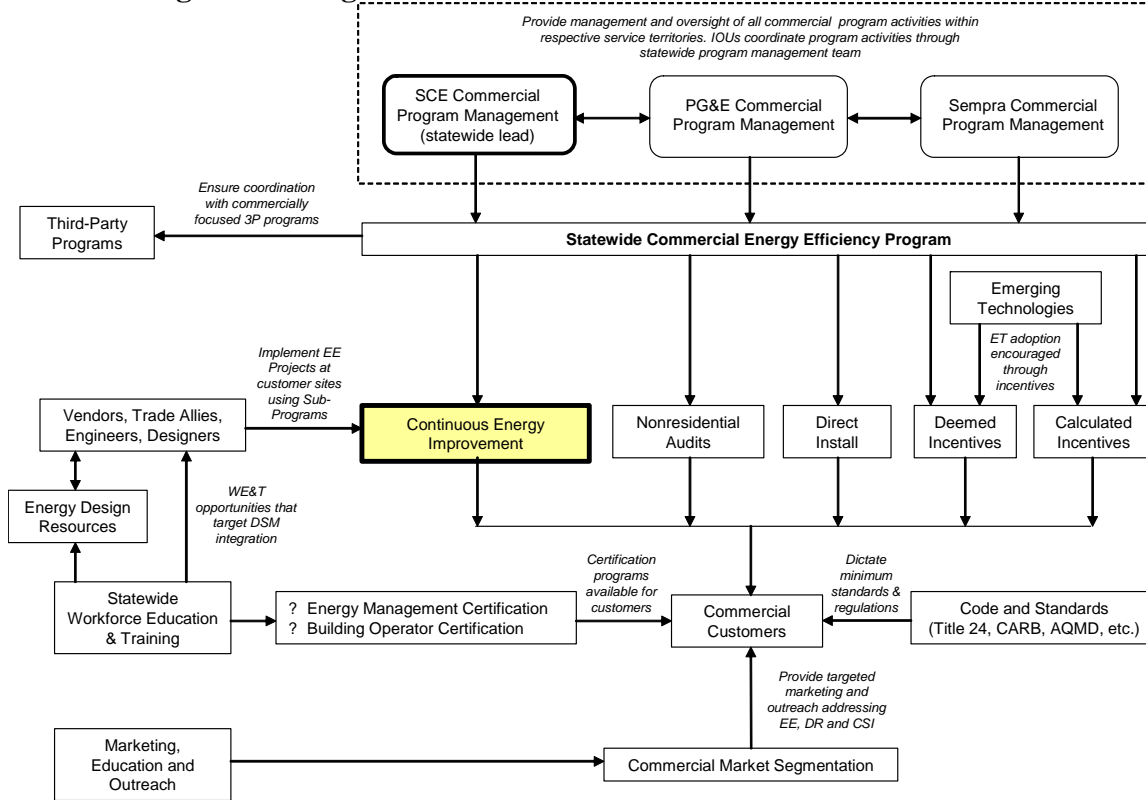 Provide management and oversight of all commercial program activities within
respective service territories. IOUs coordinate program activities through
statewide program management team
SCE Commercial
Program Management
(statewide lead)
PG&E Commercial
Program Management
Sempra Commercial
Program Management
Ensure coordination
with commercially
focused 3P programs
Third-Party
Programs
Statewide Commercial Energy Efficiency Program
Emerging
Technologies
ET adoption
encouraged
through
incentives
Implement EE
Projects at
customer sites
using Sub-
Programs
Vendors, Trade Allies,
Engineers, Designers
Continuous Energy
Improvement
Nonresidential
Audits
Direct
Install
Deemed
Incentives
Calculated
Incentives
Energy Design
Resources
WE&T
opportunities that
target DSM
integration
Statewide
Workforce Education
& Training
? Energy Management Certification
? Building Operator Certification
Certification
programs
available for
customers
Commercial
Customers
Dictate
minimum
standards &
regulations
Code and Standards
(Title 24, CARB, AQMD, etc.)
Provide targeted
marketing and
outreach addressing
EE, DR and CSI
Marketing,
Education and
Outreach
Commercial Market Segmentation